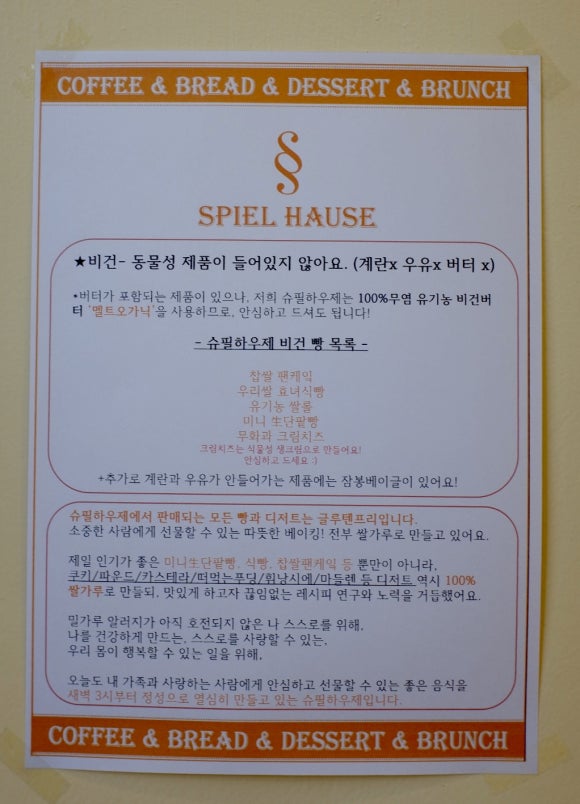 COFFEE & BREAD & DESSERT & BRUNCH
§
SPIEL HAUSE
★비건- 동물성 제품이 들어있지 않아요. (계란x 우유x 버터 x)
*버터가 포함되는 제품이 있으나, 저희 슈필하우제는 100%무염 유기농 비건버
터 '멜트오가닉'을 사용하므로, 안심하고 드셔도 됩니다!
- 슈필하우제 비건 빵 목록 -
찹쌀 팬케잌
우리쌀 효녀식빵
유기농 쌀롤
미니 生단팥빵
무화과 크림치즈
크림치즈는 식물성 생크림으로 만들어요!
안심하고 드세요 :)
+추가로 계란과 우유가 안들어가는 제품에는 잠봉베이글이 있어요!
슈필하우제에서 판매되는 모든 빵과 디저트는 글루텐프리입니다.
소중한 사람에게 선물할 수 있는 따뜻한 베이킹! 전부 쌀가루로 만들고 있어요.
제일 인기가 좋은 미니生단팥빵, 식빵, 찹쌀팬케잌 등 뿐만이 아니라,
쿠키/파운드/카스테라/떠먹는푸딩/휘낭시에/마들렌 등 디저트 역시 100%
쌀가루로 만들되, 맛있게 하고자 끊임없는 레시피 연구와 노력을 거듭했어요.
밀가루 알러지가 아직 호전되지 않은 나 스스로를 위해,
나를 건강하게 만드는, 스스로를 사랑할 수 있는,
우리 몸이 행복할 수 있는 일을 위해,
오늘도 내 가족과 사랑하는 사람에게 안심하고 선물할 수 있는 좋은 음식을
새벽 3시부터 정성으로 열심히 만들고 있는 슈필하우제입니다.
COFFEE & BREAD & DESSERT & BRUNCH